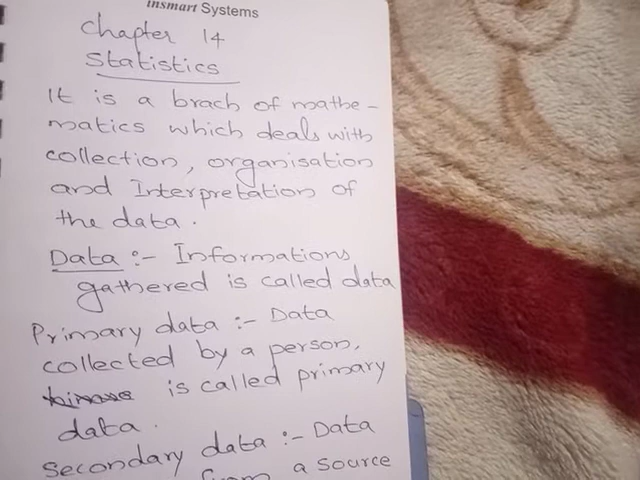 insmart Systems
Chapter 14
Statistics
It is a brach of mathe-
matics which deals with
collection, organisation
and Interpretation of
the data.
Data :- Informations
gathered is called data
Primary data :- Data
collected by a person,
is called primary
data.
Secondary data :- Data
from a source